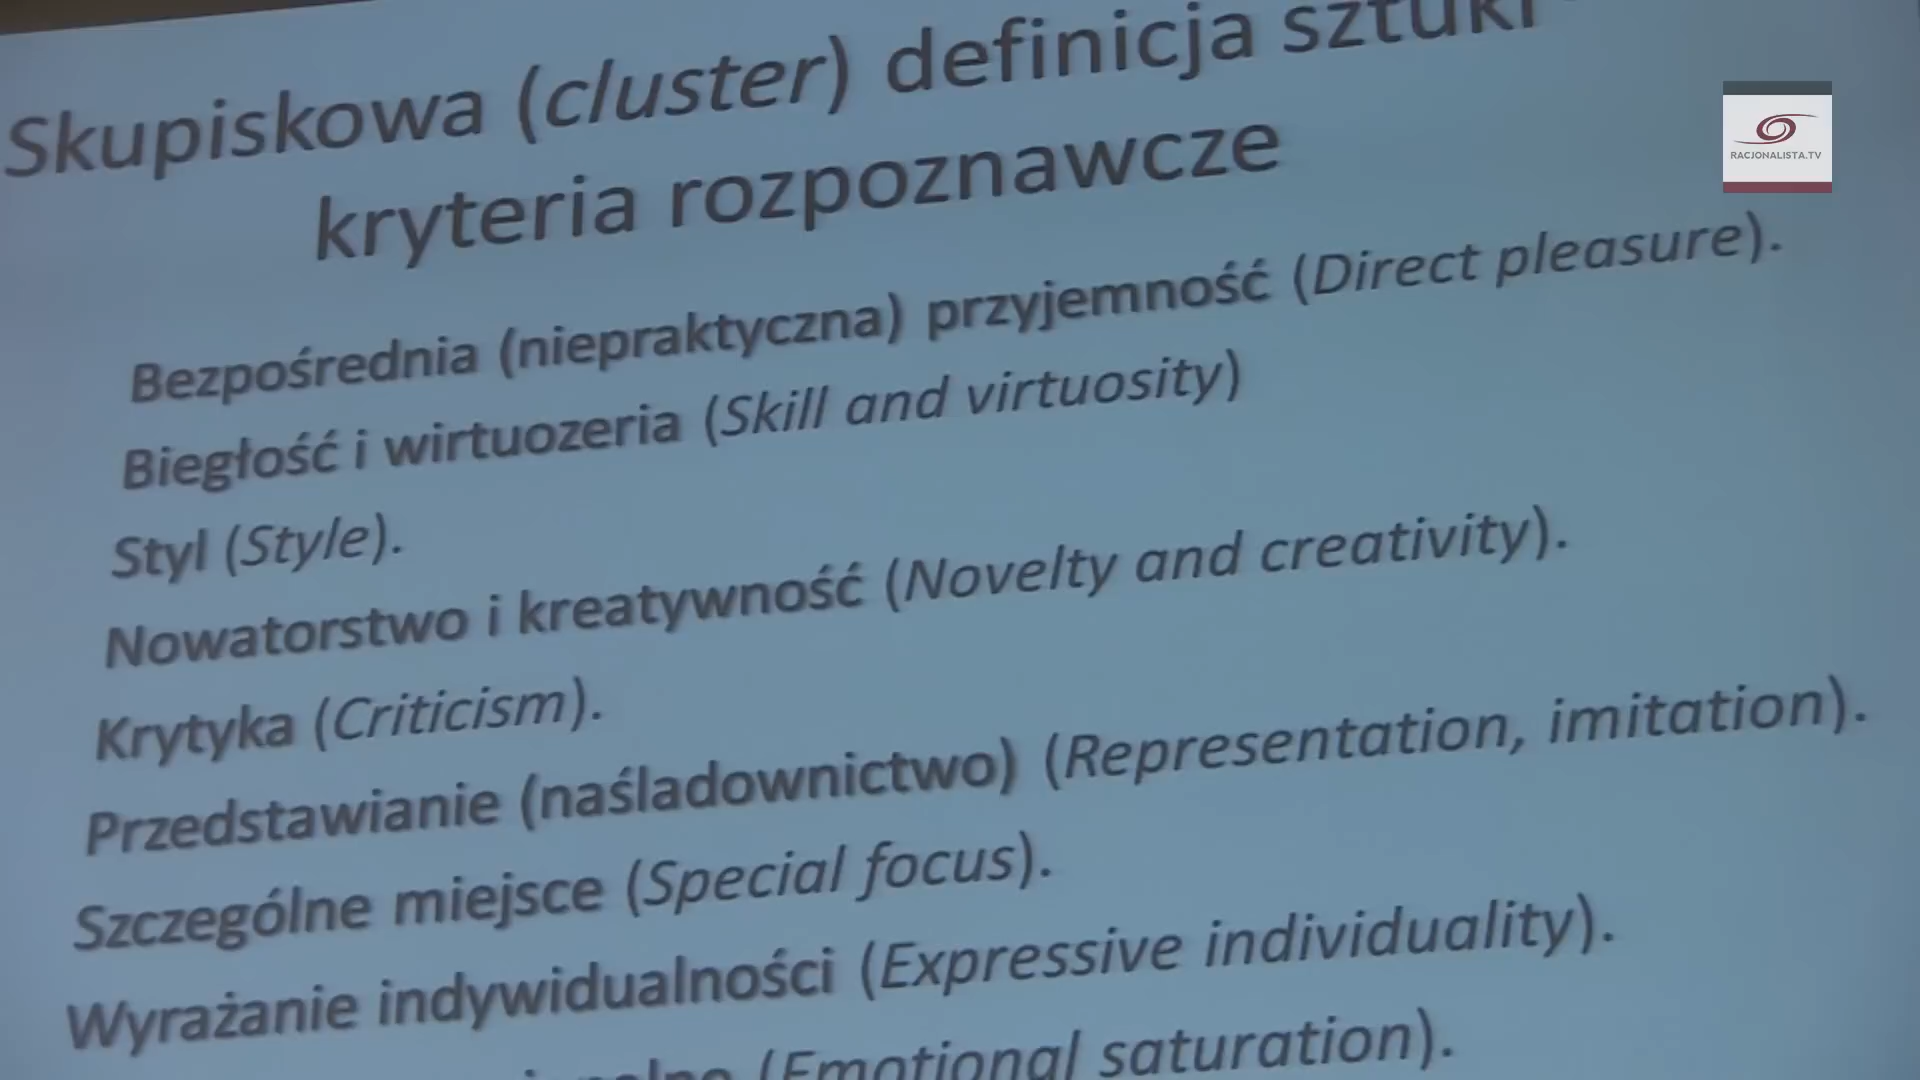 Skupiskowa (cluster) definicja sztuki
kryteria rozpoznawcze
RACJONALISTA.TV
Bezpośrednia (niepraktyczna) przyjemność (Direct pleasure).
Biegłość i wirtuozeria (Skill and virtuosity)
Styl (Style).
Nowatorstwo i kreatywność (Novelty and creativity).
Krytyka (Criticism).
Przedstawianie (naśladownictwo) (Representation, imitation).
Szczególne miejsce (Special focus).
Wyrażanie indywidualności (Expressive individuality).
(Emotional saturation).